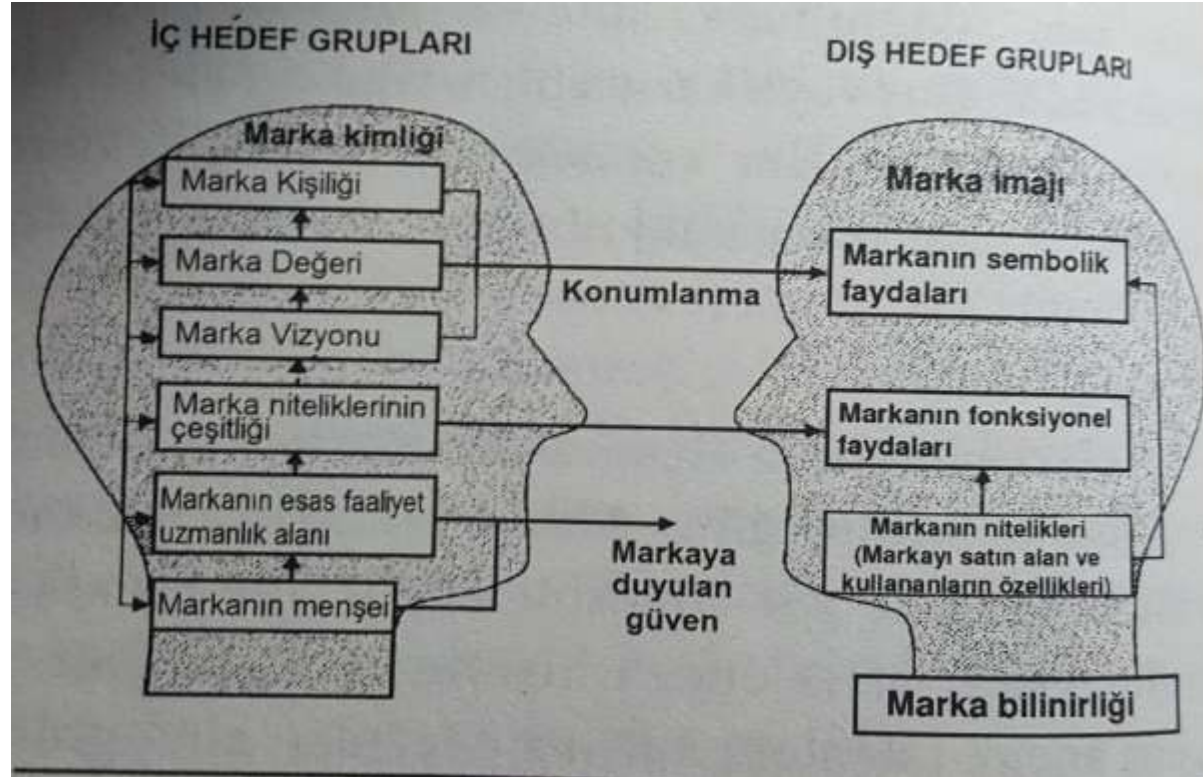 İÇ HEDEF GRUPLARI
Marka kimliği
Marka Kişiliği
Marka Değeri
Marka Vizyonu
Marka niteliklerinin
çeşitliği
Markanın esas faaliyet
uzmanlık alanı
Markanın menşei
Konumlanma
Markaya
duyulan
güven
DIŞ HEDEF GRUPLARI
Marka imajı
Markanın sembolik
faydaları
Markanın fonksiyonel
faydaları
Markanın nitelikleri
(Markayı satın alan ve
kullananların özellikleri)
Marka bilinirliği